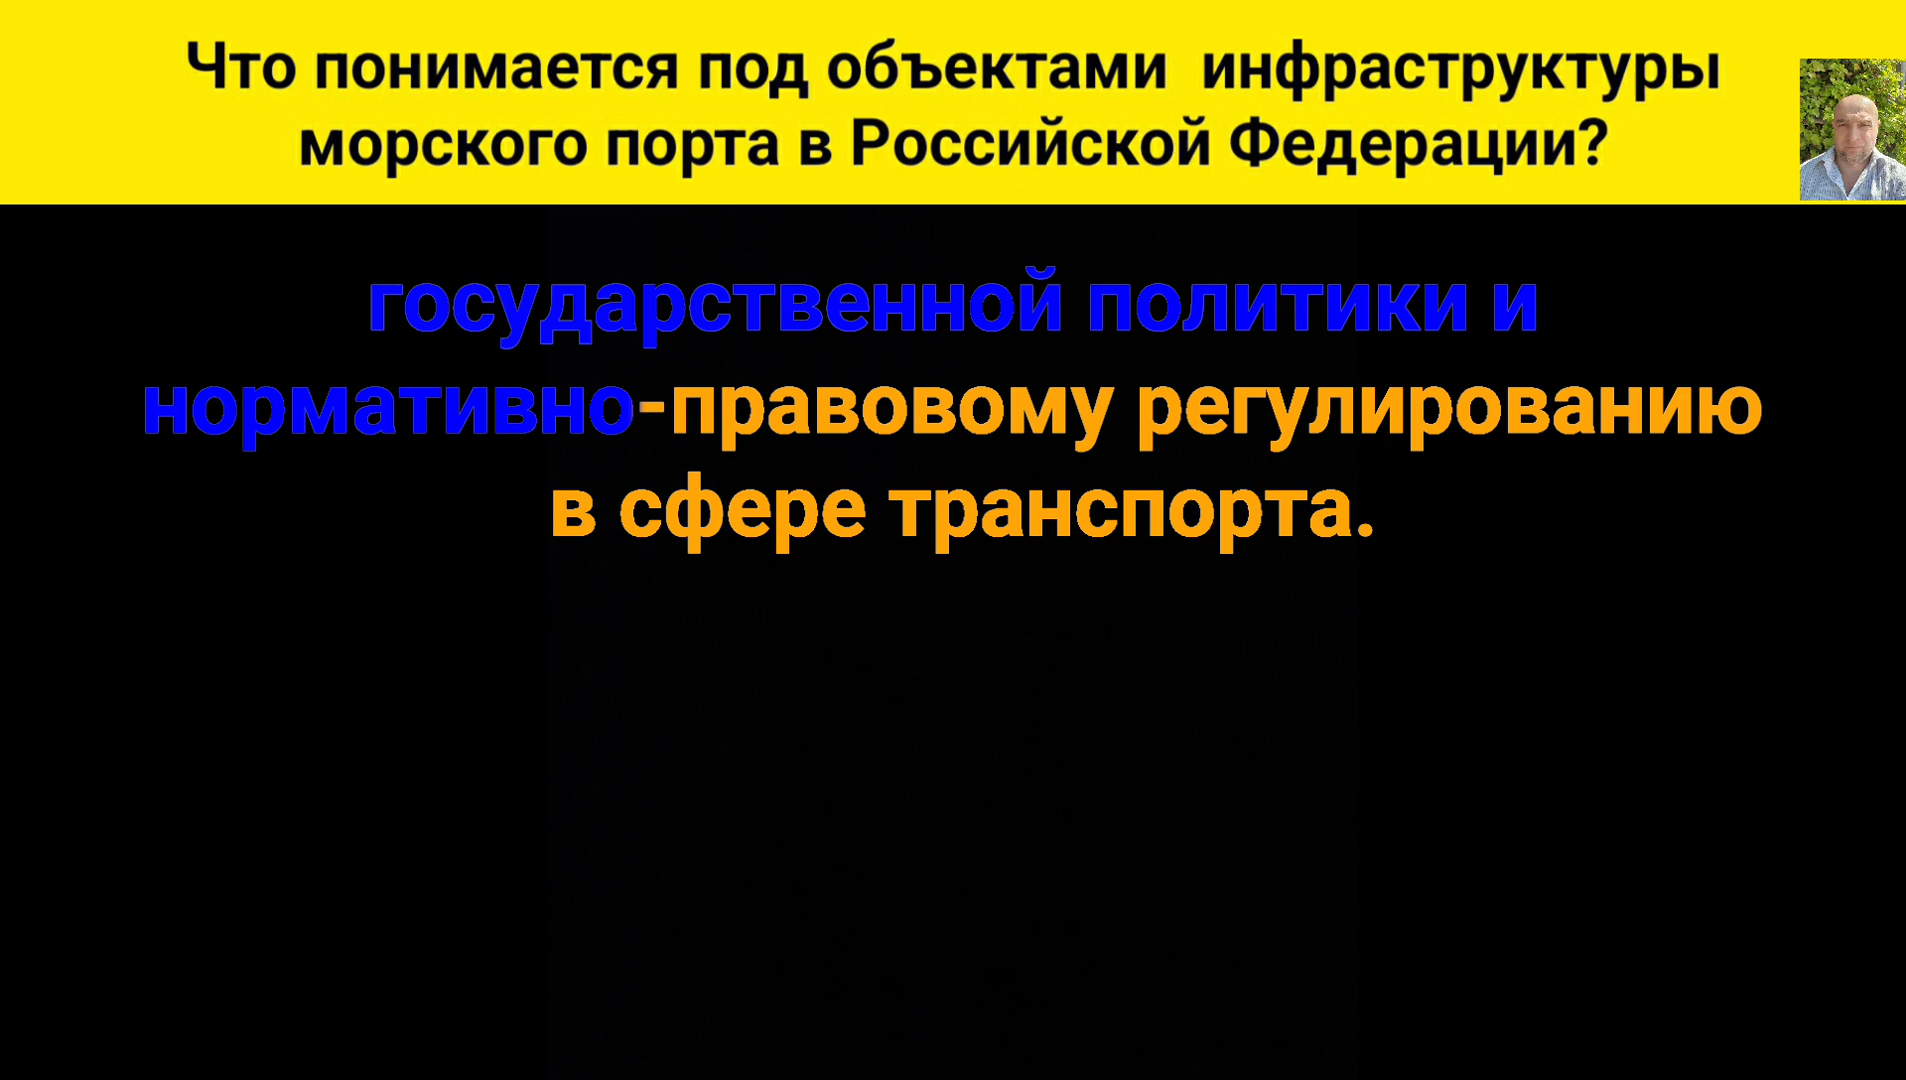 Что понимается под объектами  инфраструктуры
морского порта в Российской Федерации?
государственной политики и
нормативно-правовому регулированию
в сфере транспорта.